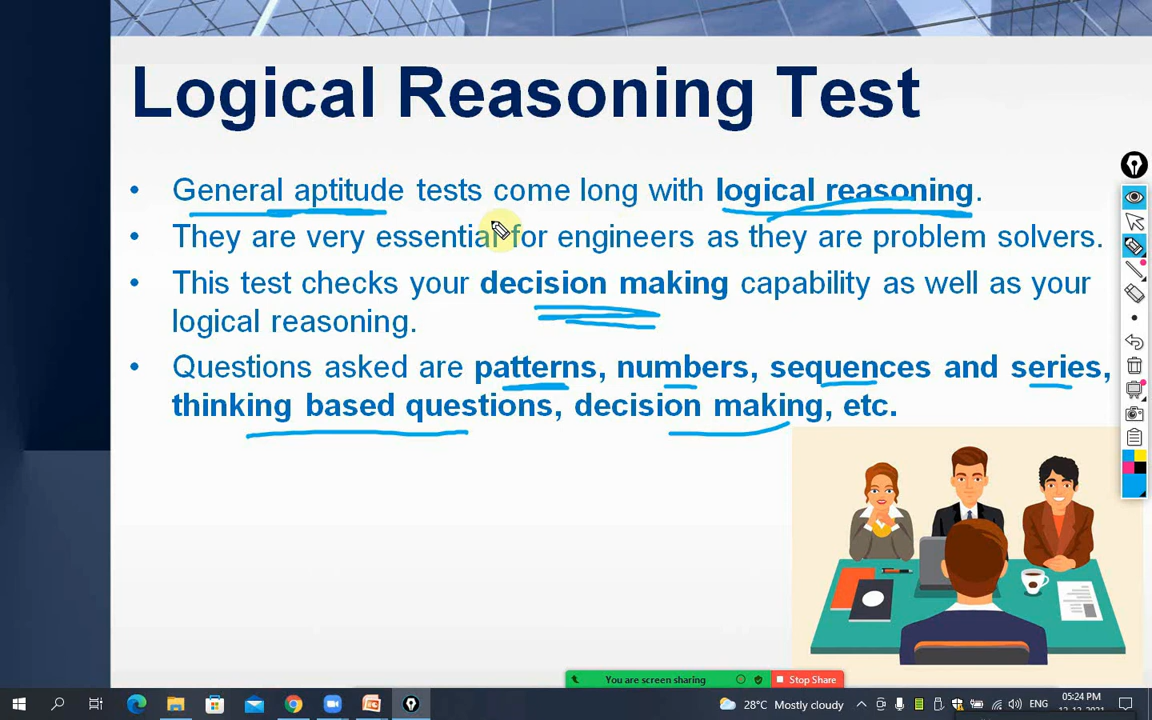 Logical Reasoning Test
• General aptitude tests come long with logical reasoning.
• They are very essential for engineers as they are problem solvers.
• This test checks your decision making capability as well as your
logical reasoning.
• Questions asked are patterns, numbers, sequences and series,
thinking based questions, decision making, etc.
You are screen sharing
Stop Share
28°C Mostly cloudy
ENG
05:24 PM